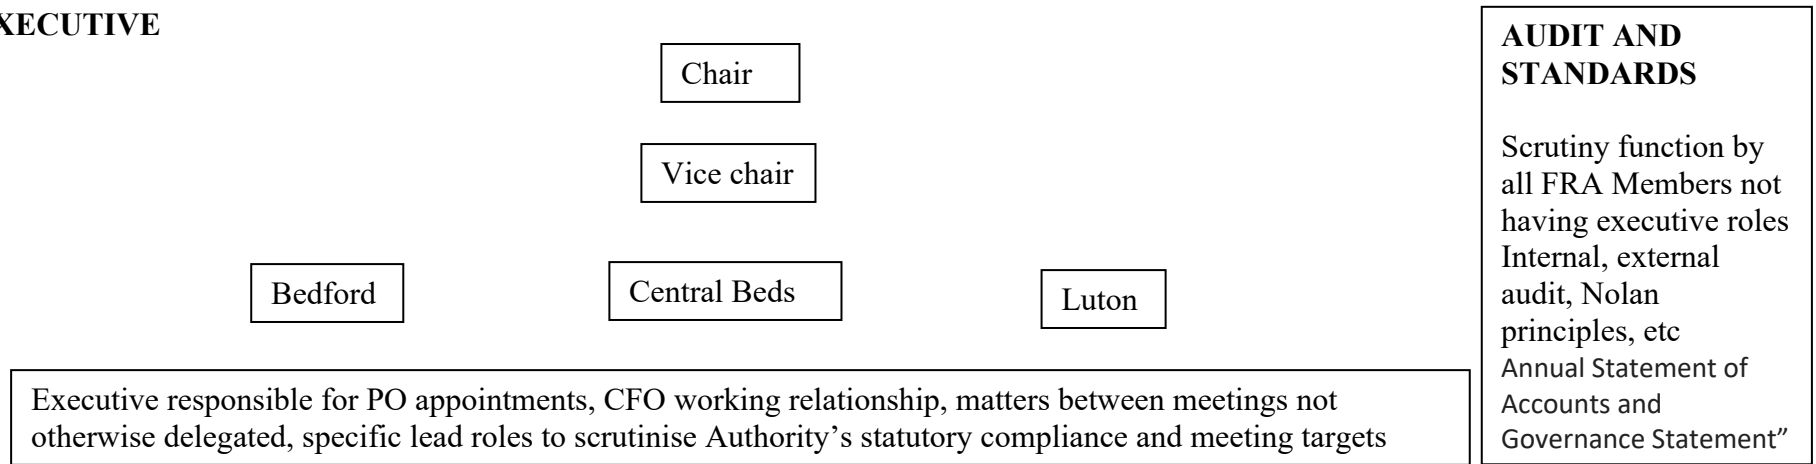 XECUTIVE
Chair
Vice chair
Bedford
Central Beds
Luton
Executive responsible for PO appointments, CFO working relationship, matters between meetings not
otherwise delegated, specific lead roles to scrutinise Authority’s statutory compliance and meeting targets
AUDIT AND
STANDARDS
Scrutiny function by
all FRA Members not
having executive roles
Internal, external
audit, Nolan
principles, etc
Annual Statement of
Accounts and
Governance Statement”